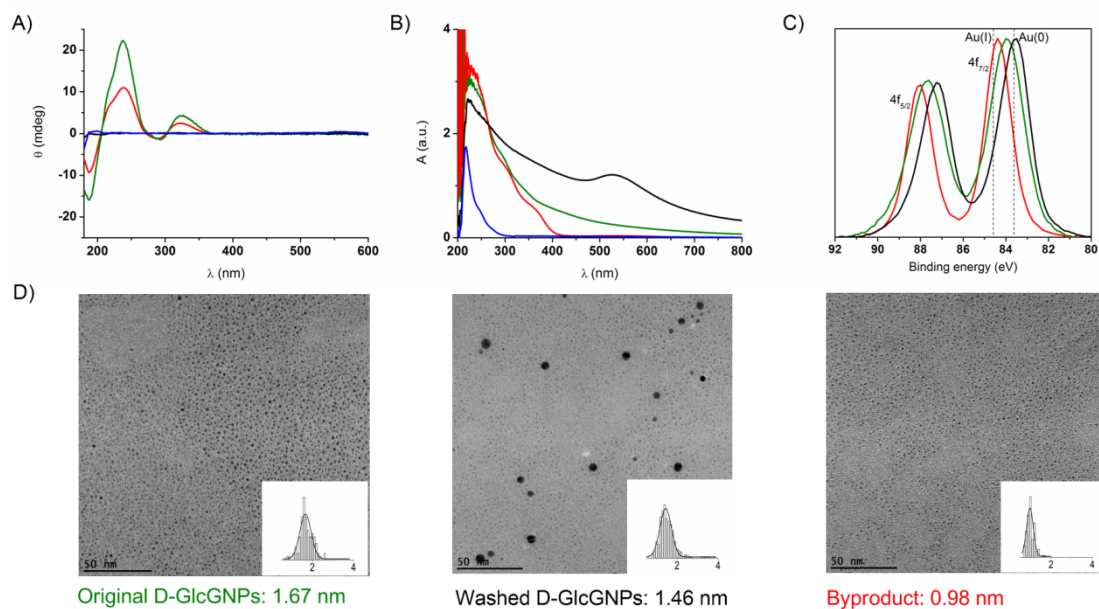 A)
θ (mdeg)
20
10
0
-10
-20
200
300
400
500
600
λ (nm)
B)
A (a.u.)
4
2
0
200
300
400
500
600
700
800
λ (nm)
C)
Au(I)
Au(0)
4f7/2
4f5/2
92
90
88
86
84
82
80
Binding energy (eV)
D)
50 nm
2
4
Original D-GlcGNPs: 1.67 nm
50 nm
2
4
Washed D-GlcGNPs: 1.46 nm
50 nm
2
4
Byproduct: 0.98 nm